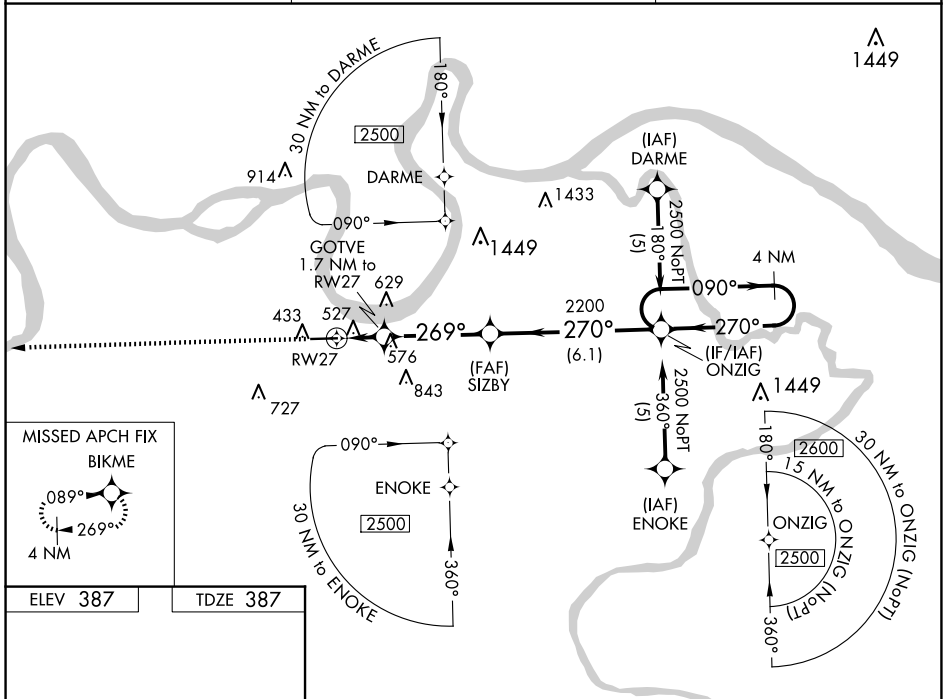 1449
30 NM to DARME
180°
2500
DARME
090°
914
1433
1449
(IAF)
DARME
2500 NoPT
180°
(5)
4 NM
090°
270°
(IF/IAF)
ONZIG
GOTVE
1.7 NM to
RW27
629
433
527
RW27
576
269°
(FAF)
SIZBY
2200
270°
(6.1)
843
727
1449
2500 NoPT
360°
(5)
(IAF)
ENOKE
MISSED APCH FIX
BIKME
089°
269°
4 NM
090°
ENOKE
2500
360°
30 NM to ENOKE
180°
2600
30 NM to ONZIG (NoPT)
15 NM to ONZIG (NoPT)
ONZIG
2500
360°
ELEV 387
TDZE 387